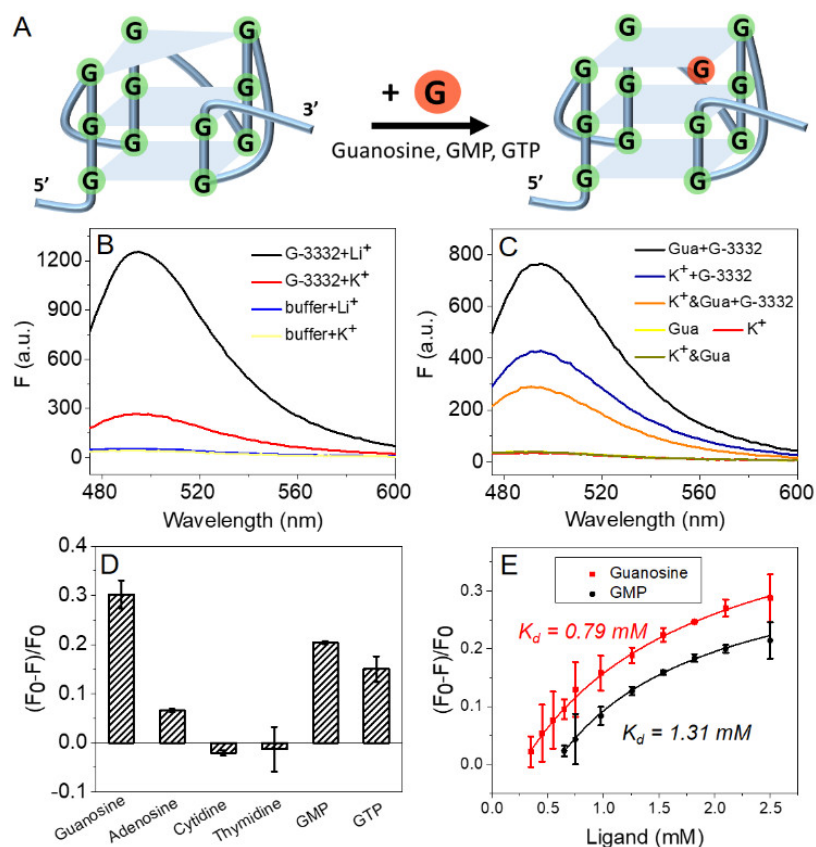 A
G G G G
G G G G
G G G
5' 3'
+ G
Guanosine, GMP, GTP
G G G G
G G G G
G G G G
5' 3'
B
G-3332+Li⁺
G-3332+K⁺
buffer+Li⁺
buffer+K⁺
F (a.u.)
1200
900
600
300
0
480 520 560 600
Wavelength (nm)
C
Gua+G-3332
K⁺+G-3332
K⁺&Gua+G-3332
Gua K⁺
K⁺&Gua
F (a.u.)
800
600
400
200
0
480 520 560 600
Wavelength (nm)
D
(F₀-F)/F₀
0.4
0.3
0.2
0.1
0.0
-0.1
Guanosine Adenosine Cytidine Thymidine GMP GTP
E
Guanosine
GMP
K_d = 0.79 mM
K_d = 1.31 mM
(F₀-F)/F₀
0.3
0.2
0.1
0.0
0.0 0.5 1.0 1.5 2.0 2.5
Ligand (mM)